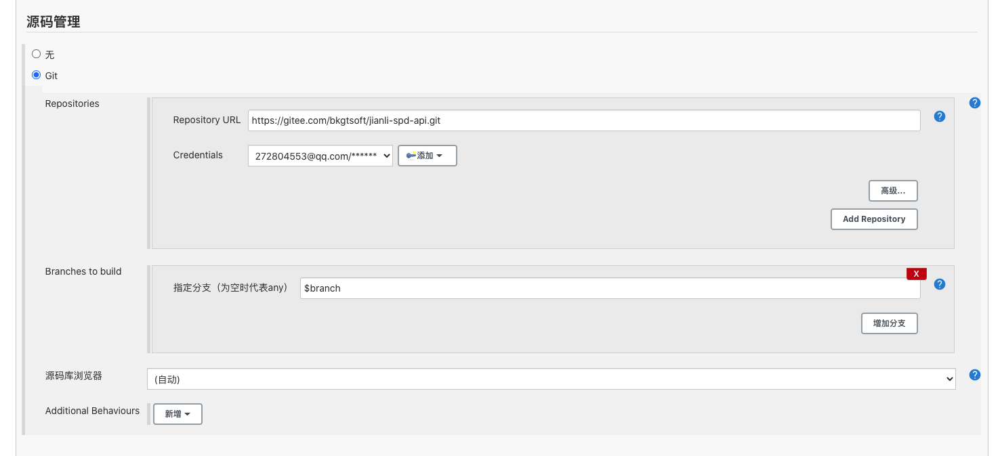 源码管理
无
Git
Repositories
?
Repository URL
https://gitee.com/bkgtsoft/jianli-spd-api.git
?
Credentials
272804553@qq.com/******
添加
高级...
Add Repository
Branches to build
X
指定分支（为空时代表any）
$branch
?
增加分支
源码库浏览器
(自动)
?
Additional Behaviours
新增